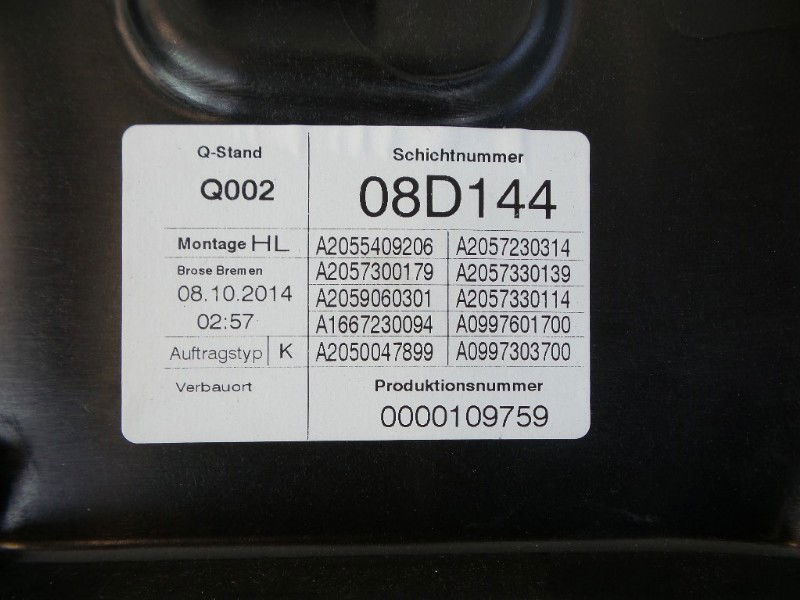 Q-Stand
Schichtnummer
Q002
08D144
Montage HL
A2055409206 A2057230314
Brose Bremen
A2057300179 A2057330139
08.10.2014
A2059060301 A2057330114
02:57
A1667230094 A0997601700
Auftragstyp K
A2050047899 A0997303700
Verbauort
Produktionsnummer
0000109759